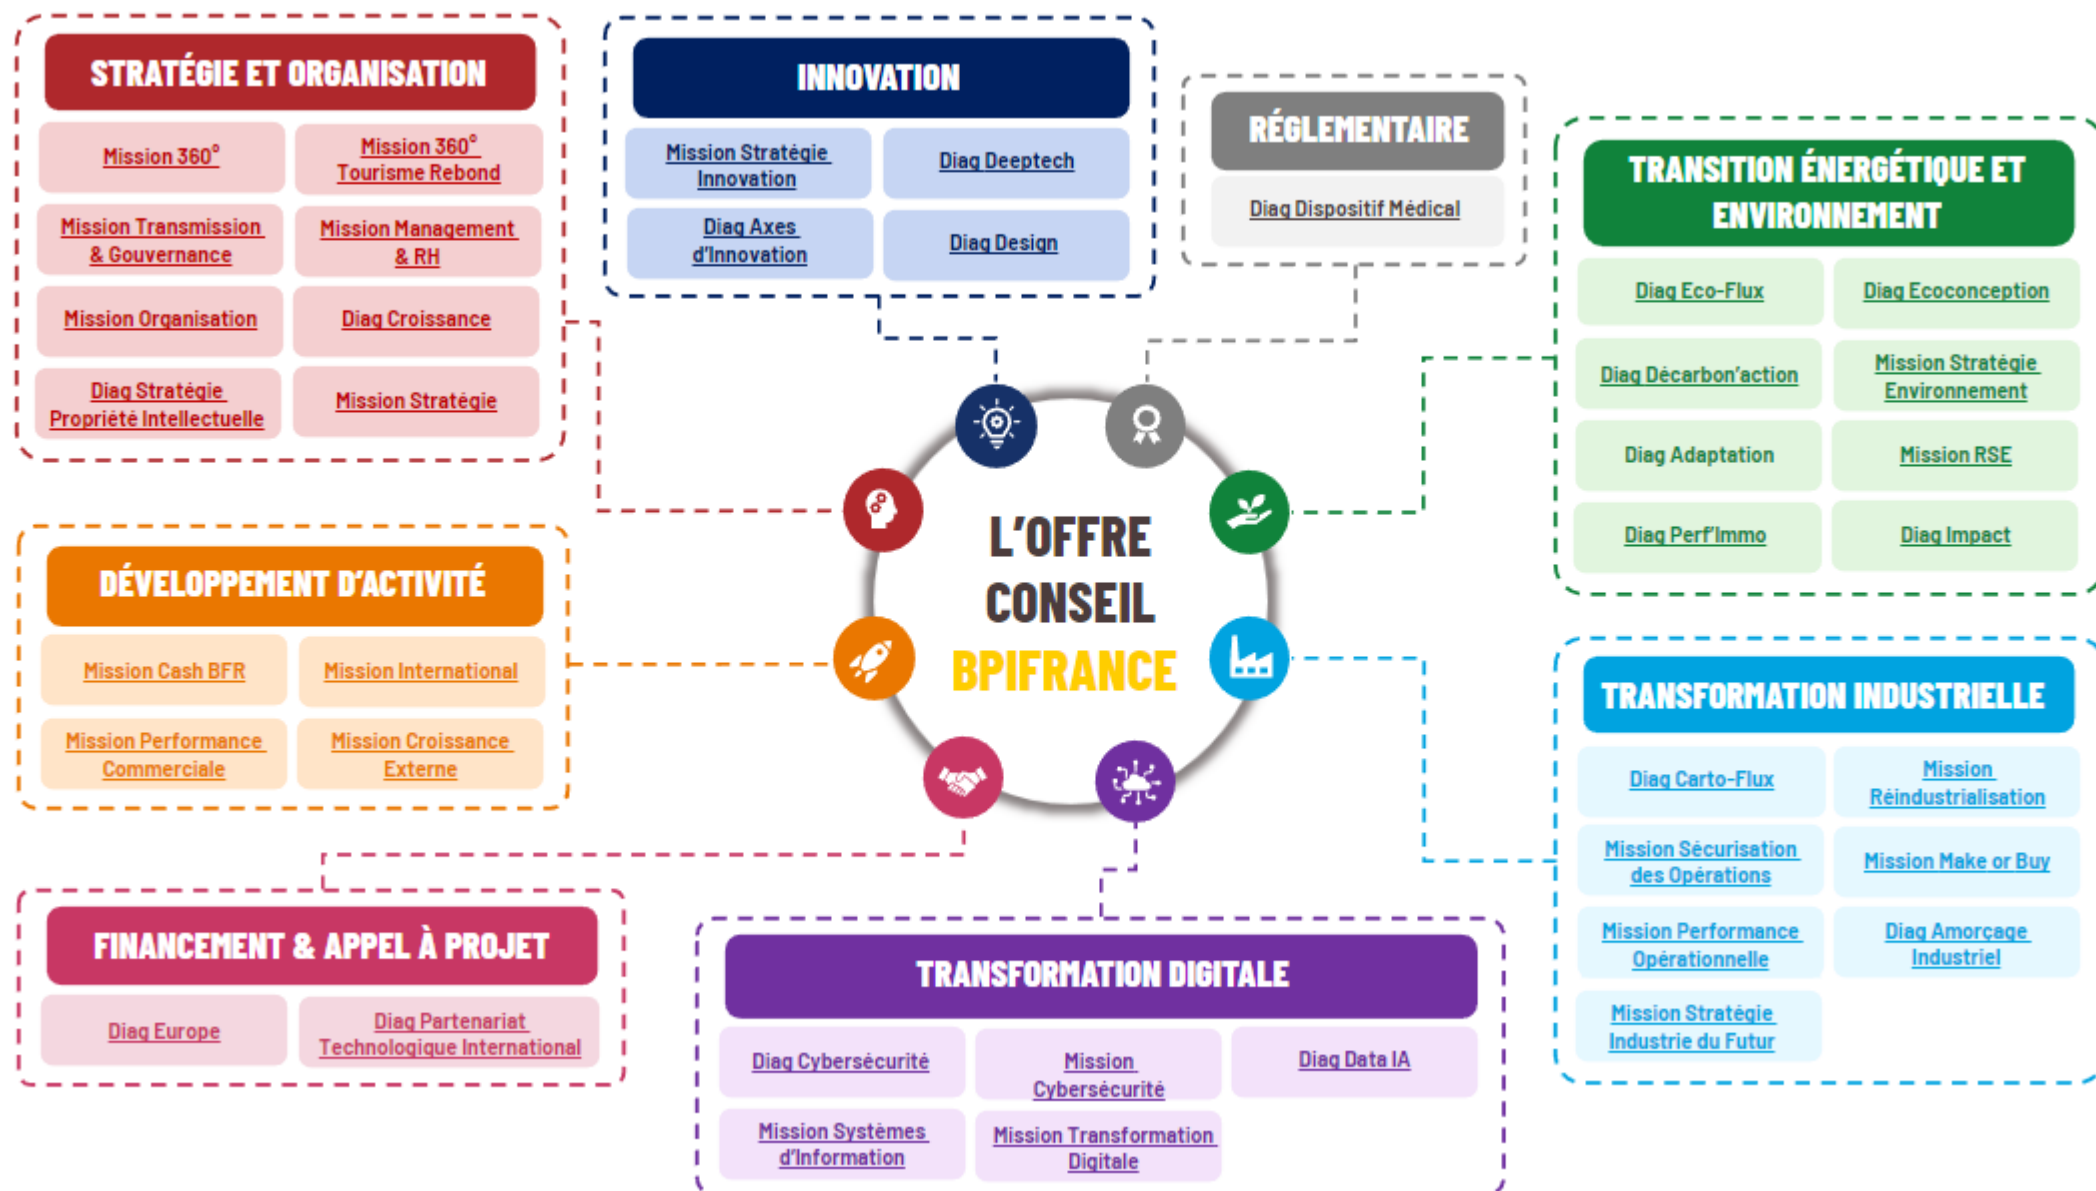 STRATÉGIE ET ORGANISATION
Mission 360°
Mission 360°
Tourisme Rebond
Mission Transmission
& Gouvernance
Mission Management
& RH
Mission Organisation
Diag Croissance
Diag Stratégie
Propriété Intellectuelle
Mission Stratégie
INNOVATION
Mission Stratégie
Innovation
Diag Deeptech
Diag Axes
d'Innovation
Diag Design
RÉGLEMENTAIRE
Diag Dispositif Médical
TRANSITION ÉNERGÉTIQUE ET
ENVIRONNEMENT
Diag Eco-Flux
Diag Ecoconception
Diag Décarbon'action
Mission Stratégie
Environnement
Diag Adaptation
Mission RSE
Diag Perf'Immo
Diag Impact
L'OFFRE
CONSEIL
BPIFRANCE
DÉVELOPPEMENT D'ACTIVITÉ
Mission Cash BFR
Mission International
Mission Performance
Commerciale
Mission Croissance
Externe
TRANSFORMATION INDUSTRIELLE
Diag Carto-Flux
Mission
Réindustrialisation
Mission Sécurisation
des Opérations
Mission Make or Buy
Mission Performance
Opérationnelle
Diag Amorçage
Industriel
Mission Stratégie
Industrie du Futur
FINANCEMENT & APPEL À PROJET
Diag Europe
Diag Partenariat
Technologique International
TRANSFORMATION DIGITALE
Diag Cybersécurité
Mission
Cybersécurité
Diag Data IA
Mission Systèmes
d'Information
Mission Transformation
Digitale